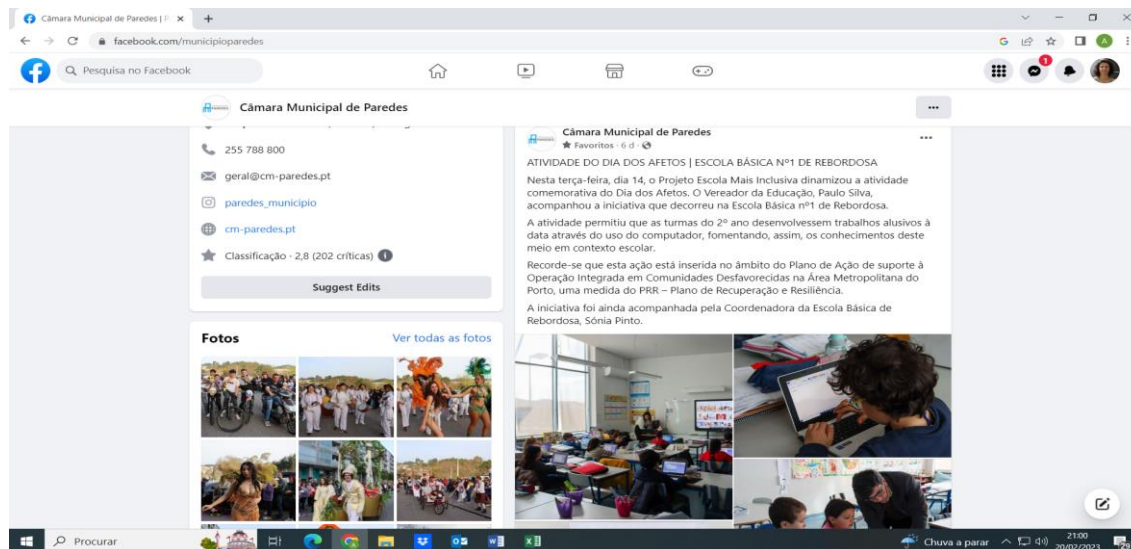 Câmara Municipal de Paredes | F
facebook.com/municipioparedes
Pesquisa no Facebook
1
Câmara Municipal de Paredes
255 788 800
geral@cm-paredes.pt
paredes_município
cm-paredes.pt
Classificação · 2,8 (202 críticas)
Suggest Edits
Fotos
Ver todas as fotos
Câmara Municipal de Paredes
Favoritos · 6 d ·
ATIVIDADE DO DIA DOS AFETOS | ESCOLA BÁSICA Nº1 DE REBORDOSA
Nesta terça-feira, dia 14, o Projeto Escola Mais Inclusiva dinamizou a atividade
comemorativa do Dia dos Afetos. O Vereador da Educação, Paulo Silva,
acompanhou a iniciativa que decorreu na Escola Básica nº1 de Rebordosa.
A atividade permitiu que as turmas do 2º ano desenvolvessem trabalhos alusivos à
data através do uso do computador, fomentando, assim, os conhecimentos deste
meio em contexto escolar.
Recorde-se que esta ação está inserida no âmbito do Plano de Ação de suporte à
Operação Integrada em Comunidades Desfavorecidas na Área Metropolitana do
Porto, uma medida do PRR – Plano de Recuperação e Resiliência.
A iniciativa foi ainda acompanhada pela Coordenadora da Escola Básica de
Rebordosa, Sónia Pinto.
Procurar
Chuva a parar
21:00
20/02/2023